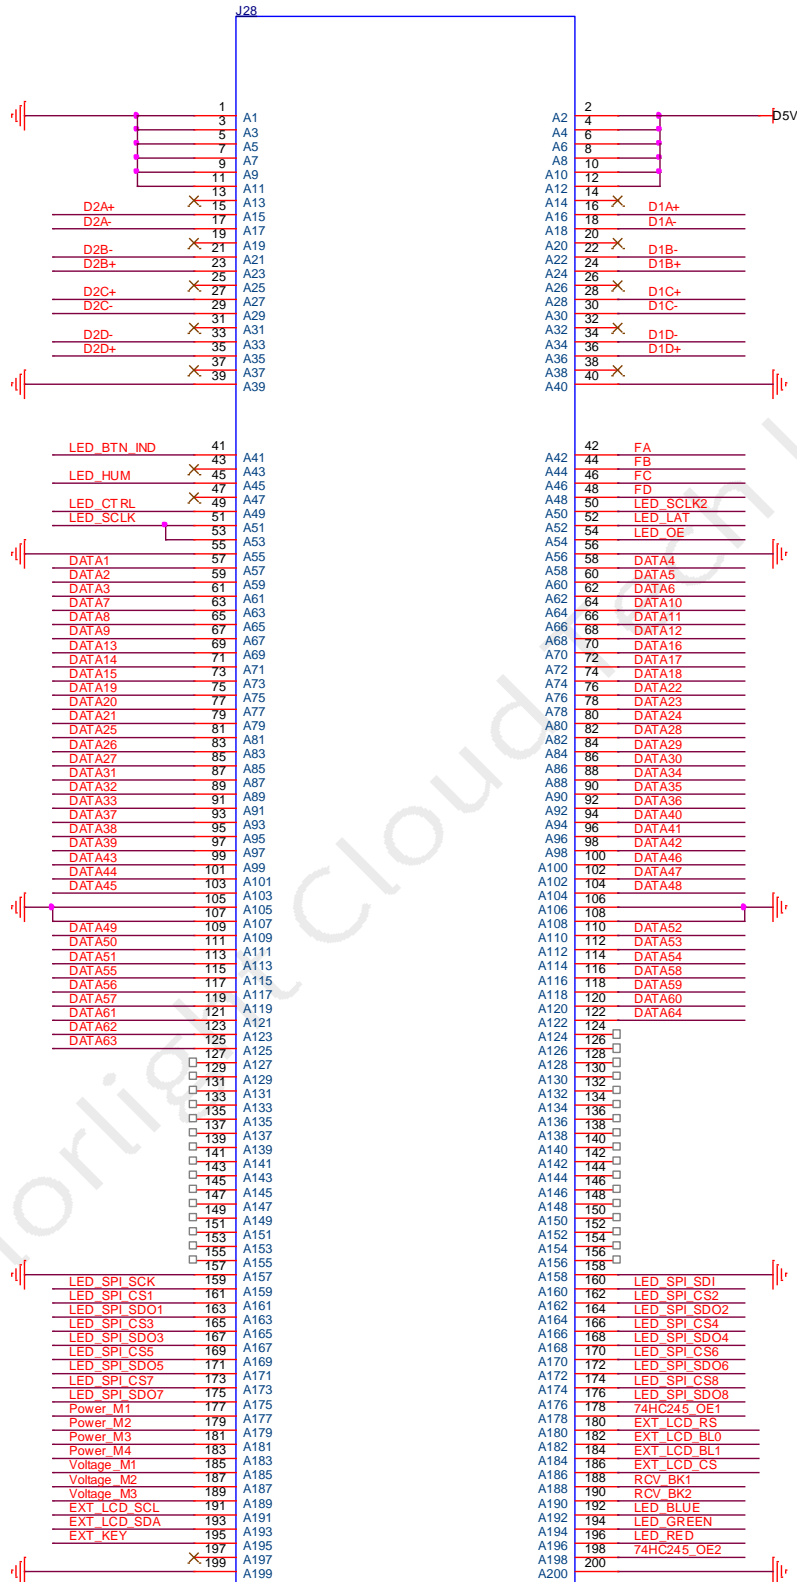 J28
1 A1 A2 2 D5V
3 A3 A4 4
5 A5 A6 6
7 A7 A8 8
9 A9 A10 10
11 A11 A12 12
13 A13 A14 14
D2A+ 15 A15 A16 16 D1A+
D2A- 17 A17 A18 18 D1A-
19 A19 A20 20
D2B- 21 A21 A22 22 D1B-
D2B+ 23 A23 A24 24 D1B+
25 A25 A26 26
D2C+ 27 A27 A28 28 D1C+
D2C- 29 A29 A30 30 D1C-
31 A31 A32 32
D2D- 33 A33 A34 34 D1D-
D2D+ 35 A35 A36 36 D1D+
37 A37 A38 38
39 A39 A40 40
LED_BTN_IND 41 A41 A42 42 FA
43 A43 A44 44 FB
LED_HUM 45 A45 A46 46 FC
47 A47 A48 48 FD
LED_CTRL 49 A49 A50 50 LED_SCLK2
LED_SCLK 51 A51 A52 52 LED_LAT
53 A53 A54 54 LED_OE
55 A55 A56 56
DATA1 57 A57 A58 58 DATA4
DATA2 59 A59 A60 60 DATA5
DATA3 61 A61 A62 62 DATA6
DATA7 63 A63 A64 64 DATA10
DATA8 65 A65 A66 66 DATA11
DATA9 67 A67 A68 68 DATA12
DATA13 69 A69 A70 70 DATA16
DATA14 71 A71 A72 72 DATA17
DATA15 73 A73 A74 74 DATA18
DATA19 75 A75 A76 76 DATA22
DATA20 77 A77 A78 78 DATA23
DATA21 79 A79 A80 80 DATA24
DATA25 81 A81 A82 82 DATA28
DATA26 83 A83 A84 84 DATA29
DATA27 85 A85 A86 86 DATA30
DATA31 87 A87 A88 88 DATA34
DATA32 89 A89 A90 90 DATA35
DATA33 91 A91 A92 92 DATA36
DATA37 93 A93 A94 94 DATA40
DATA38 95 A95 A96 96 DATA41
DATA39 97 A97 A98 98 DATA42
DATA43 99 A99 A100 100 DATA46
DATA44 101 A101 A102 102 DATA47
DATA45 103 A103 A104 104 DATA48
105 A105 A106 106
107 A107 A108 108
DATA49 109 A109 A110 110 DATA52
DATA50 111 A111 A112 112 DATA53
DATA51 113 A113 A114 114 DATA54
DATA55 115 A115 A116 116 DATA58
DATA56 117 A117 A118 118 DATA59
DATA57 119 A119 A120 120 DATA60
DATA61 121 A121 A122 122 DATA64
DATA62 123 A123 A124 124
DATA63 125 A125 A126 126
127 A127 A128 128
129 A129 A130 130
131 A131 A132 132
133 A133 A134 134
135 A135 A136 136
137 A137 A138 138
139 A139 A140 140
141 A141 A142 142
143 A143 A144 144
145 A145 A146 146
147 A147 A148 148
149 A149 A150 150
151 A151 A152 152
153 A153 A154 154
155 A155 A156 156
157 A157 A158 158
LED_SPI_SCK 159 A159 A160 160 LED_SPI_SDI
LED_SPI_CS1 161 A161 A162 162 LED_SPI_CS2
LED_SPI_SDO1 163 A163 A164 164 LED_SPI_SDO2
LED_SPI_CS3 165 A165 A166 166 LED_SPI_CS4
LED_SPI_SDO3 167 A167 A168 168 LED_SPI_SDO4
LED_SPI_CS5 169 A169 A170 170 LED_SPI_CS6
LED_SPI_SDO5 171 A171 A172 172 LED_SPI_SDO6
LED_SPI_CS7 173 A173 A174 174 LED_SPI_CS8
LED_SPI_SDO7 175 A175 A176 176 LED_SPI_SDO8
Power_M1 177 A177 A178 178 74HC245_OE1
Power_M2 179 A179 A180 180 EXT_LCD_RS
Power_M3 181 A181 A182 182 EXT_LCD_BL0
Power_M4 183 A183 A184 184 EXT_LCD_BL1
Voltage_M1 185 A185 A186 186 EXT_LCD_CS
Voltage_M2 187 A187 A188 188 RCV_BK1
Voltage_M3 189 A189 A190 190 RCV_BK2
EXT_LCD_SCL 191 A191 A192 192 LED_BLUE
EXT_LCD_SDA 193 A193 A194 194 LED_GREEN
EXT_KEY 195 A195 A196 196 LED_RED
197 A197 A198 198 74HC245_OE2
199 A199 A200 200
orlight Cloud Tech